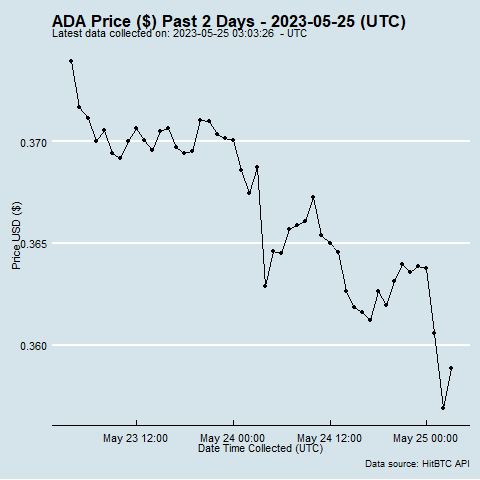 ADA Price ($) Past 2 Days - 2023-05-25 (UTC)
Latest data collected on: 2023-05-25 03:03:26  - UTC
0.370
0.365
0.360
Price USD ($)
May 23 12:00
May 24 00:00
May 24 12:00
May 25 00:00
Date Time Collected (UTC)
Data source: HitBTC API